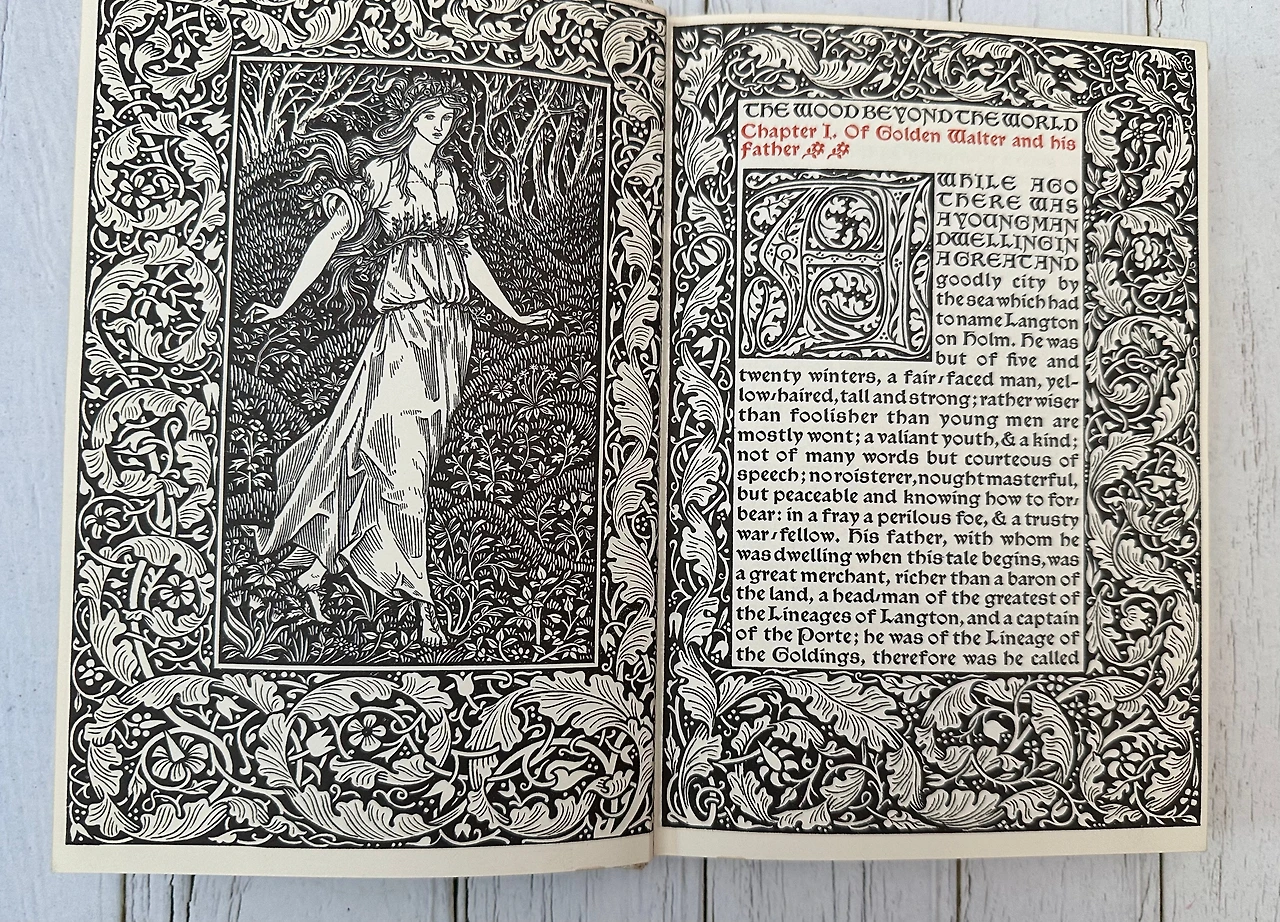 THE WOOD BEYOND THE WORLD
Chapter I. Of Golden Walter and his
Father
A WHILE AGO
THERE WAS
A YOUNG MAN
DWELLING IN
A GREAT AND
goodly city by
the sea which had
to name Langton
on Holm. He was
but of five and
twenty winters, a fair-faced man, yel-
low-haired, tall and strong; rather wiser
than foolisher than young men are
mostly wont; a valiant youth, & a kind;
not of many words but courteous of
speech; no roisterer, nought masterful,
but peaceable and knowing how to for-
bear: in a fray a perilous foe, & a trusty
war-fellow. His father, with whom he
was dwelling when this tale begins, was
a great merchant, richer than a baron of
the land, a head-man of the greatest of
the Lineages of Langton, and a captain
of the Porte; he was of the Lineage of
the Goldings, therefore was he called